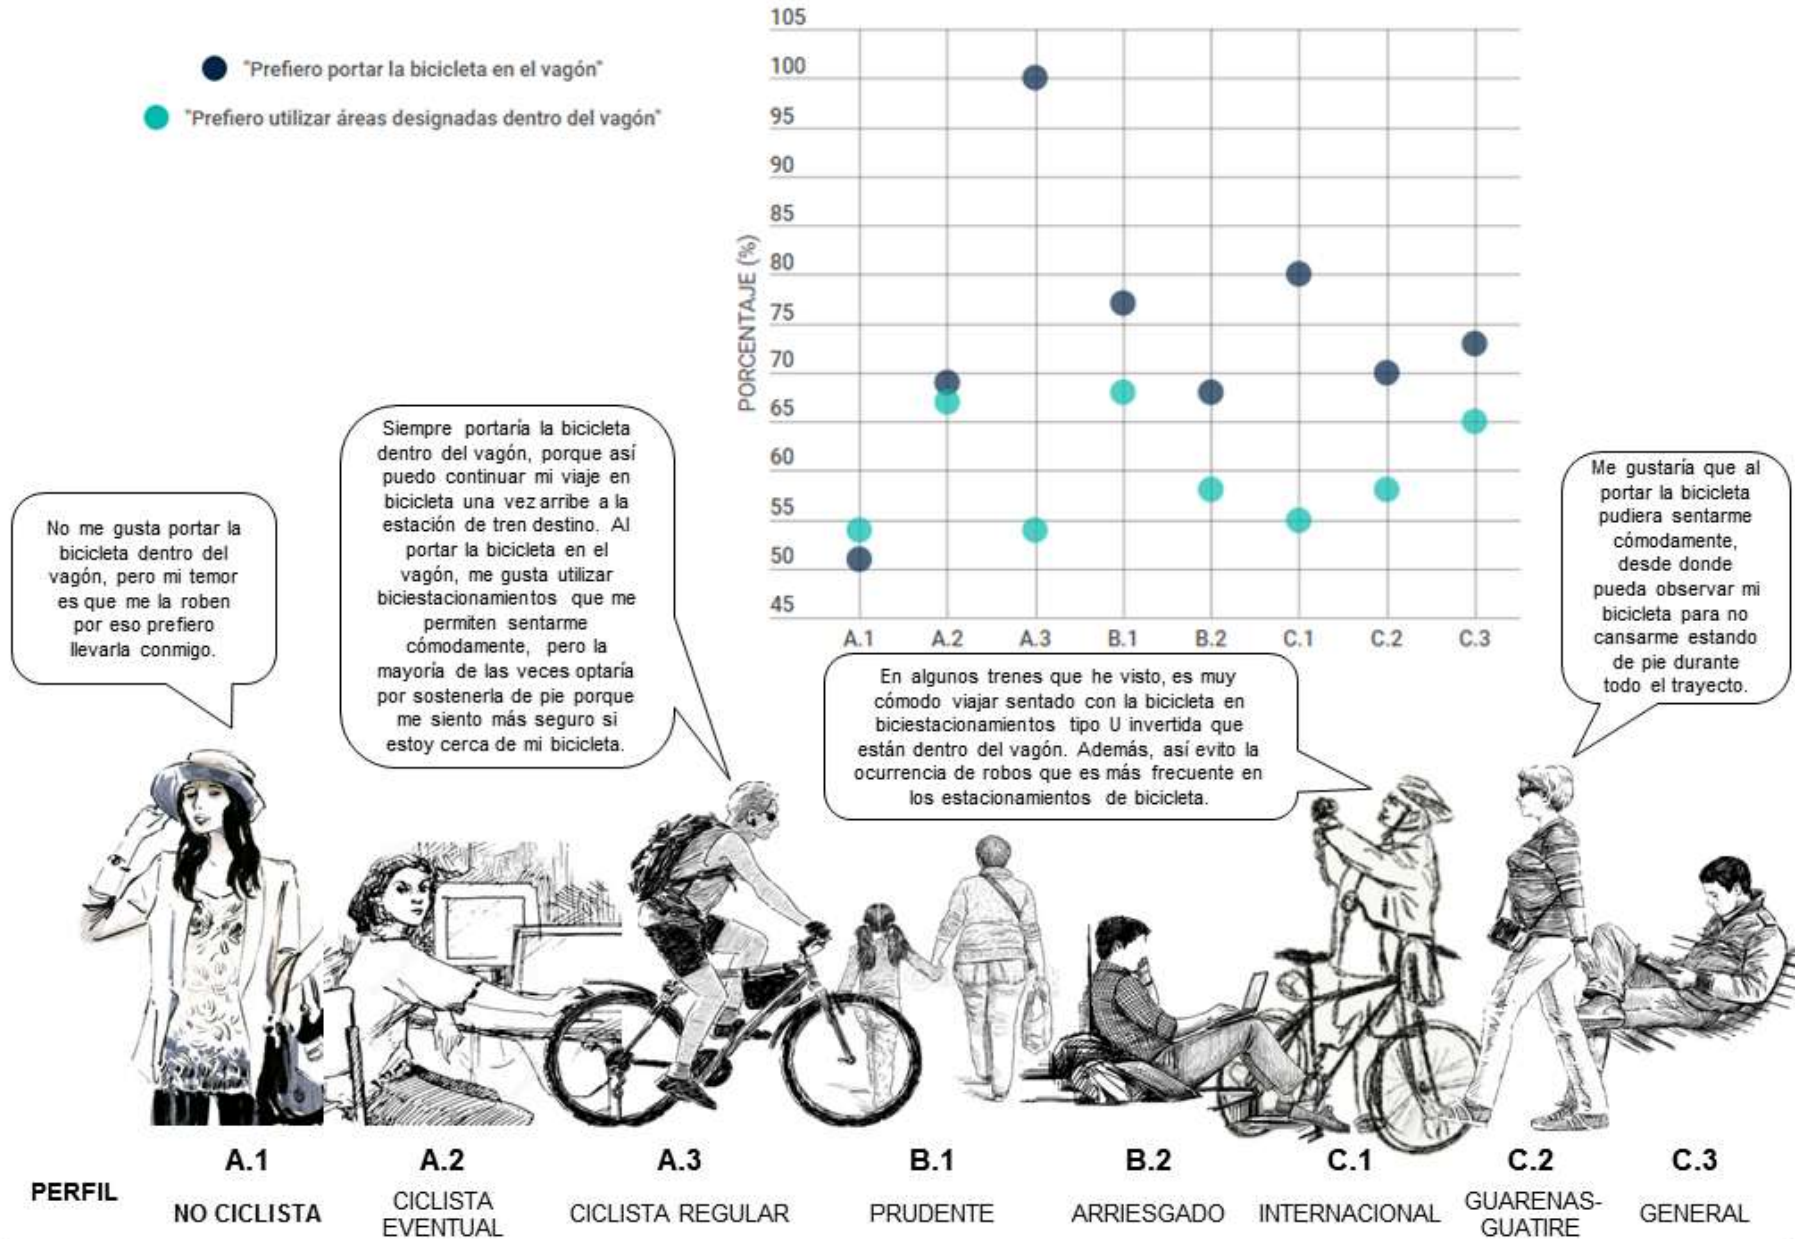 "Prefiero portar la bicicleta en el vagón"
"Prefiero utilizar áreas designadas dentro del vagón"
PORCENTAJE (%)
105
100
95
90
85
80
75
70
65
60
55
50
45
A.1 A.2 A.3 B.1 B.2 C.1 C.2 C.3
No me gusta portar la
bicicleta dentro del
vagón, pero mi temor
es que me la roben
por eso prefiero
llevarla conmigo.
Siempre portaría la bicicleta
dentro del vagón, porque así
puedo continuar mi viaje en
bicicleta una vez arribe a la
estación de tren destino. Al
portar la bicicleta en el
vagón, me gusta utilizar
biciestacionamientos que me
permiten sentarme
cómodamente, pero la
mayoría de las veces optaría
por sostenerla de pie porque
me siento más seguro si
estoy cerca de mi bicicleta.
En algunos trenes que he visto, es muy
cómodo viajar sentado con la bicicleta en
biciestacionamientos tipo U invertida que
están dentro del vagón. Además, así evito la
ocurrencia de robos que es más frecuente en
los estacionamientos de bicicleta.
Me gustaría que al
portar la bicicleta
pudiera sentarme
cómodamente,
desde donde
pueda observar mi
bicicleta para no
cansarme estando
de pie durante
todo el trayecto.
PERFIL
A.1
NO CICLISTA
A.2
CICLISTA
EVENTUAL
A.3
CICLISTA REGULAR
B.1
PRUDENTE
B.2
ARRIESGADO
C.1
INTERNACIONAL
C.2
GUARENAS-
GUATIRE
C.3
GENERAL